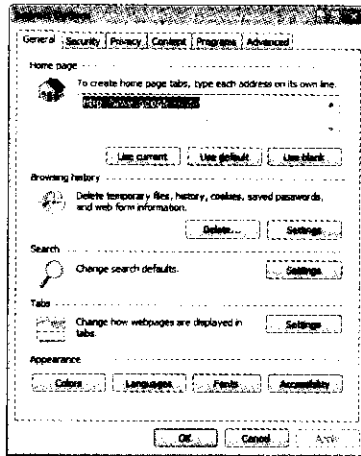 Internet Options
General Security Privacy Content Programs Advanced
Home page
To create home page tabs, type each address on its own line.
Use current Use default Use blank
Browsing history
Delete temporary files, history, cookies, saved passwords,
and web form information.
Delete... Settings
Search
Change search defaults.
Settings
Tabs
Change how webpages are displayed in
tabs.
Settings
Appearance
Colors Languages Fonts Accessibility
OK Cancel Apply